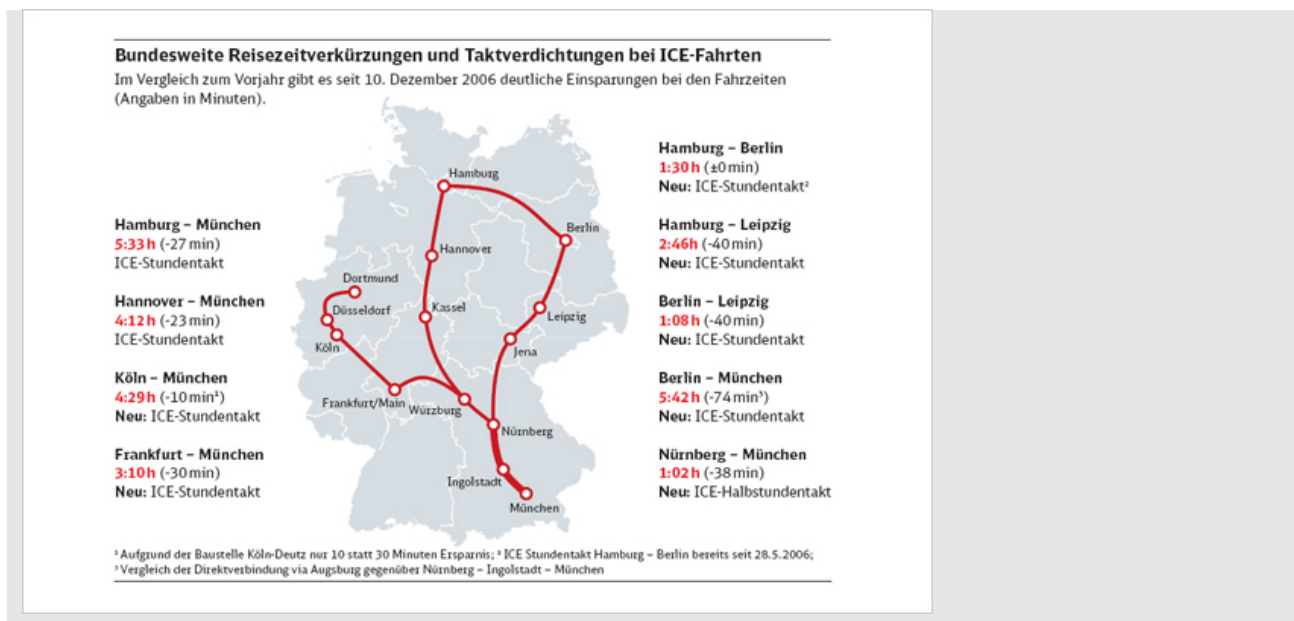 Bundesweite Reisezeitverkürzungen und Taktverdichtungen bei ICE-Fahrten
Im Vergleich zum Vorjahr gibt es seit 10. Dezember 2006 deutliche Einsparungen bei den Fahrzeiten
(Angaben in Minuten).
Hamburg – München
5:33 h (-27 min)
ICE-Stundentakt
Hannover – München
4:12 h (-23 min)
ICE-Stundentakt
Köln – München
4:29 h (-10 min¹)
Neu: ICE-Stundentakt
Frankfurt – München
3:10 h (-30 min)
Neu: ICE-Stundentakt
Hamburg
Berlin
Hannover
Dortmund
Düsseldorf
Kassel
Leipzig
Köln
Jena
Frankfurt/Main
Würzburg
Nürnberg
Ingolstadt
München
Hamburg – Berlin
1:30 h (±0 min)
Neu: ICE-Stundentakt²
Hamburg – Leipzig
2:46h (-40 min)
Neu: ICE-Stundentakt
Berlin – Leipzig
1:08 h (-40 min)
Neu: ICE-Stundentakt
Berlin – München
5:42 h (-74 min³)
Neu: ICE-Stundentakt
Nürnberg – München
1:02 h (-38 min)
Neu: ICE-Halbstundentakt
¹ Aufgrund der Baustelle Köln-Deutz nur 10 statt 30 Minuten Ersparnis; ² ICE Stundentakt Hamburg – Berlin bereits seit 28.5.2006;
³ Vergleich der Direktverbindung via Augsburg gegenüber Nürnberg – Ingolstadt – München